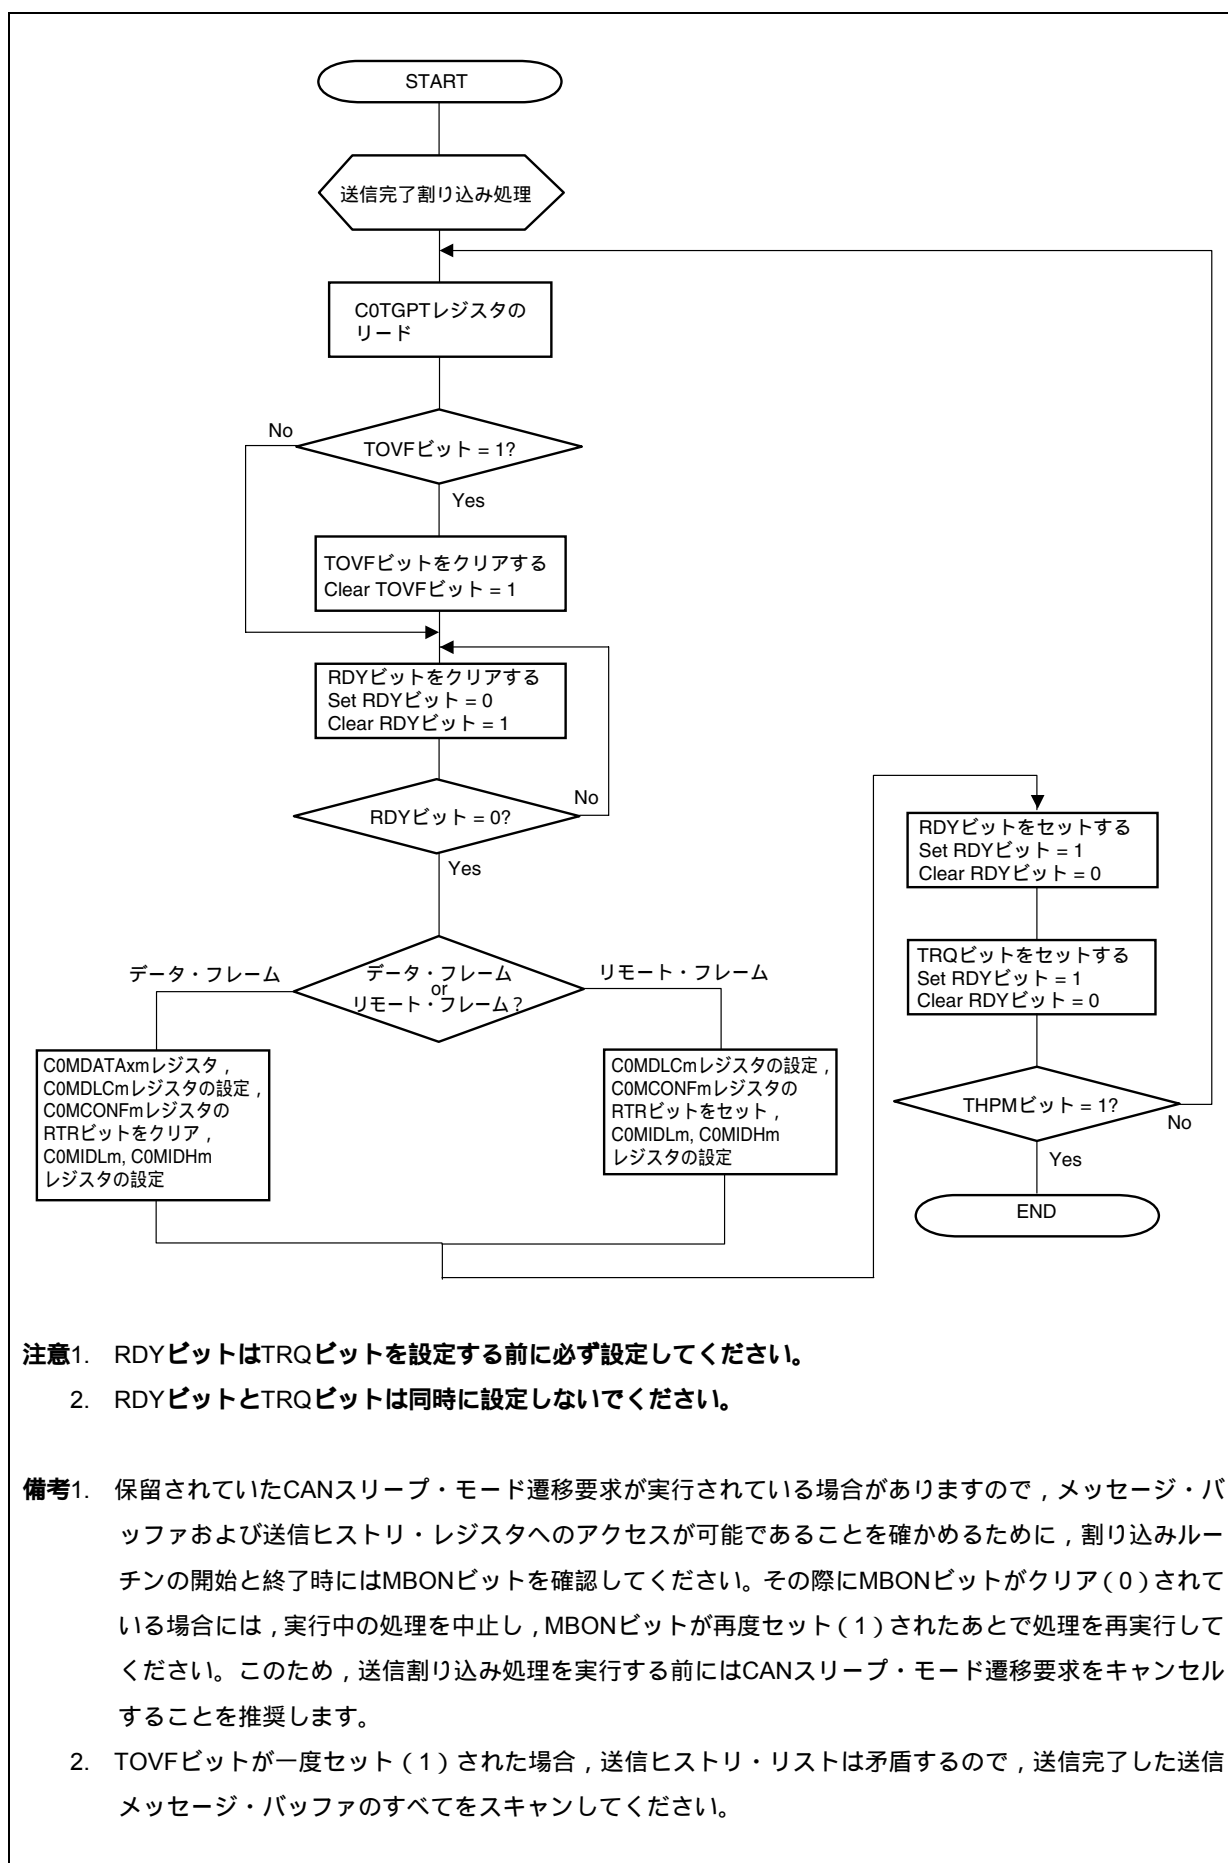 START
送信完了割り込み処理
C0TGPTレジスタの
リード
TOVFビット = 1?
No
Yes
TOVFビットをクリアする
Clear TOVFビット = 1
RDYビットをクリアする
Set RDYビット = 0
Clear RDYビット = 1
RDYビット = 0?
No
Yes
データ・フレーム
or
リモート・フレーム？
データ・フレーム
リモート・フレーム
C0MDATAxmレジスタ，
C0MDLCmレジスタの設定，
C0MCONFmレジスタの
RTRビットをクリア，
C0MIDLm, C0MIDHm
レジスタの設定
C0MDLCmレジスタの設定，
C0MCONFmレジスタの
RTRビットをセット，
C0MIDLm, C0MIDHm
レジスタの設定
RDYビットをセットする
Set RDYビット = 1
Clear RDYビット = 0
TRQビットをセットする
Set RDYビット = 1
Clear RDYビット = 0
THPMビット = 1?
No
Yes
END
注意1. RDYビットはTRQビットを設定する前に必ず設定してください。
2. RDYビットとTRQビットは同時に設定しないでください。
備考1. 保留されていたCANスリープ・モード遷移要求が実行されている場合がありますので，メッセージ・バ
ッファおよび送信ヒストリ・レジスタへのアクセスが可能であることを確かめるために，割り込みルー
チンの開始と終了時にはMBONビットを確認してください。その際にMBONビットがクリア（0）されて
いる場合には，実行中の処理を中止し，MBONビットが再度セット（1）されたあとで処理を再実行して
ください。このため，送信割り込み処理を実行する前にはCANスリープ・モード遷移要求をキャンセル
することを推奨します。
2. TOVFビットが一度セット（1）された場合，送信ヒストリ・リストは矛盾するので，送信完了した送信
メッセージ・バッファのすべてをスキャンしてください。